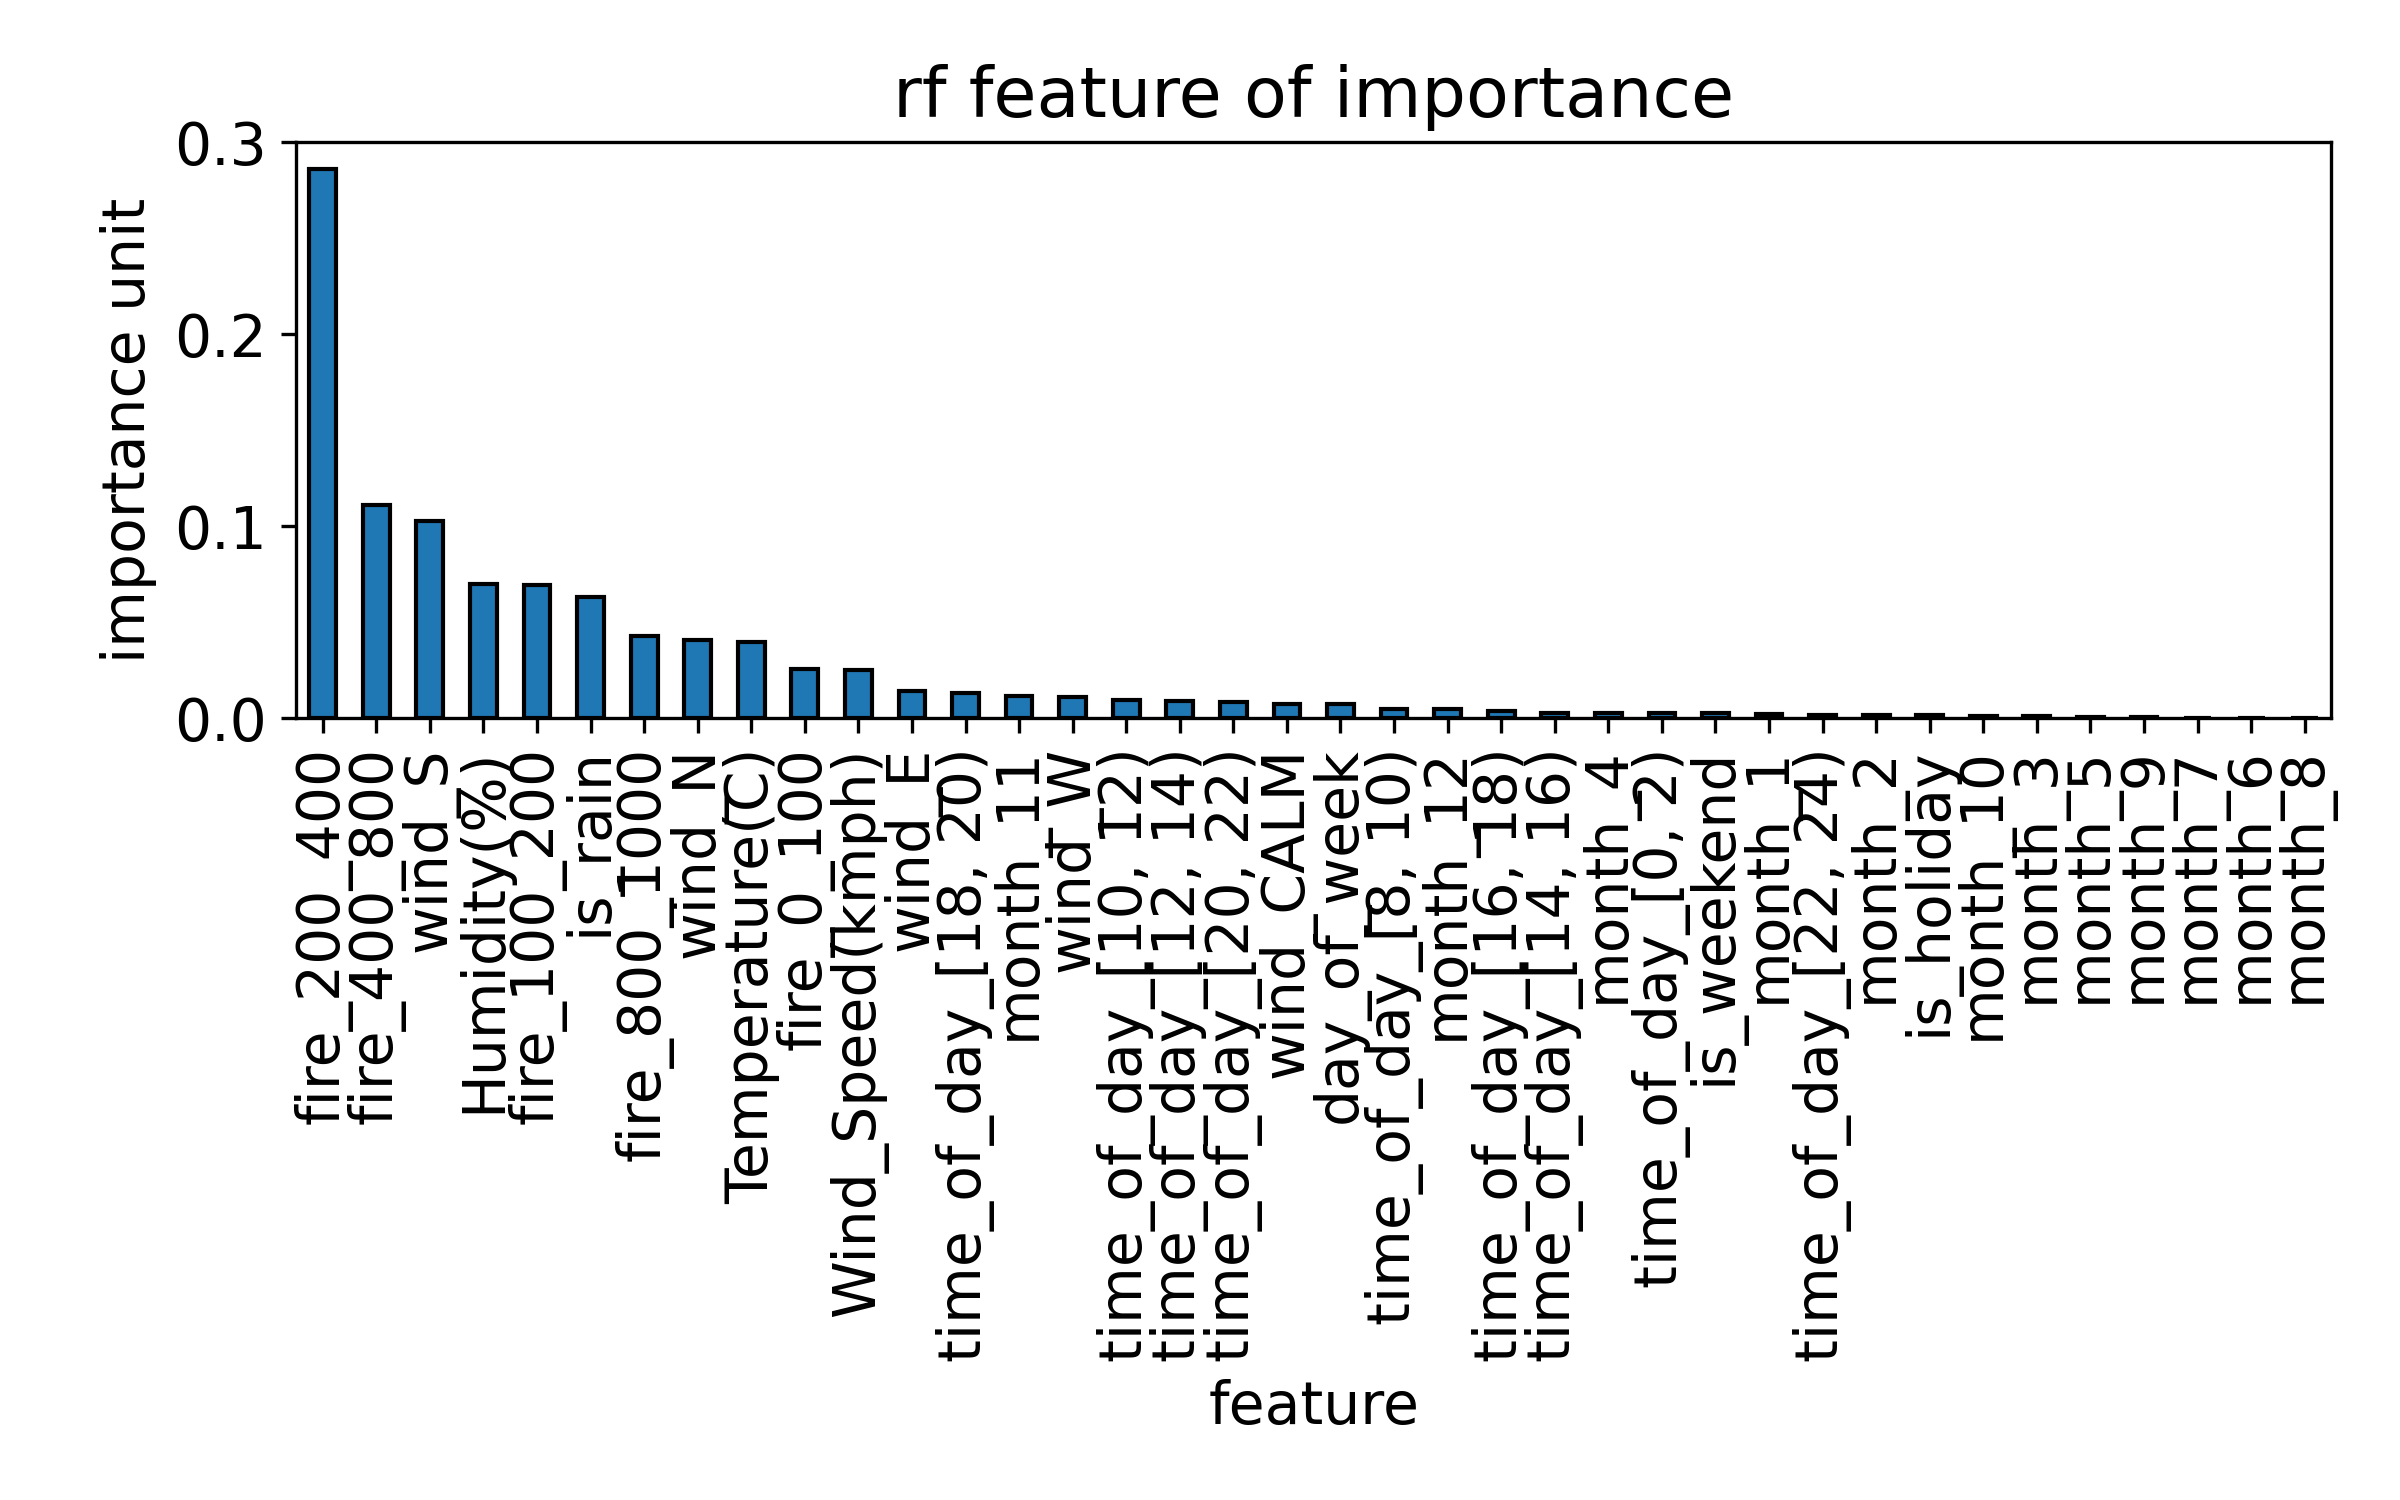 rf feature of importance
importance unit
0.3
0.2
0.1
0.0
fire_200_400
fire_400_800
wind_S
Humidity(%)
fire_100_200
is_rain
fire_800_1000
wind_N
Temperature(C)
fire_0_100
Wind_Speed(kmph)
wind_E
time_of_day_[18, 20)
month_11
wind_W
time_of_day_[10, 12)
time_of_day_[12, 14)
time_of_day_[20, 22)
wind_CALM
day_of_week
time_of_day_[8, 10)
month_12
time_of_day_[16, 18)
time_of_day_[14, 16)
month_4
time_of_day_[0, 2)
is_weekend
month_1
time_of_day_[22, 24)
month_2
is_holiday
month_10
month_3
month_5
month_9
month_7
month_6
month_8
feature